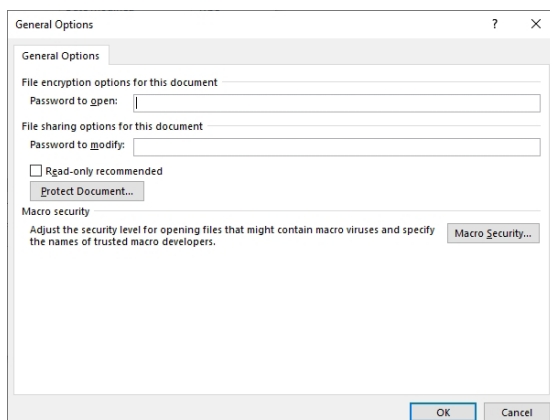 General Options
?
General Options
File encryption options for this document
Password to open:
File sharing options for this document
Password to modify:
Read-only recommended
Protect Document...
Macro security
Adjust the security level for opening files that might contain macro viruses and specify
the names of trusted macro developers.
Macro Security...
OK
Cancel